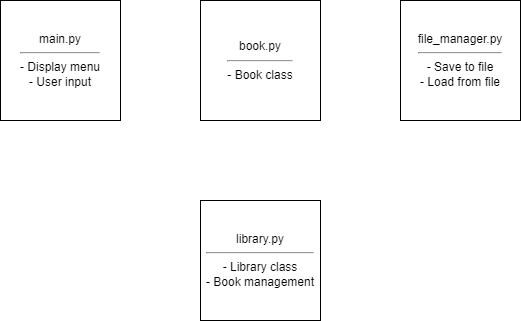 main.py
- Display menu
- User input
book.py
- Book class
file_manager.py
- Save to file
- Load from file
library.py
- Library class
- Book management